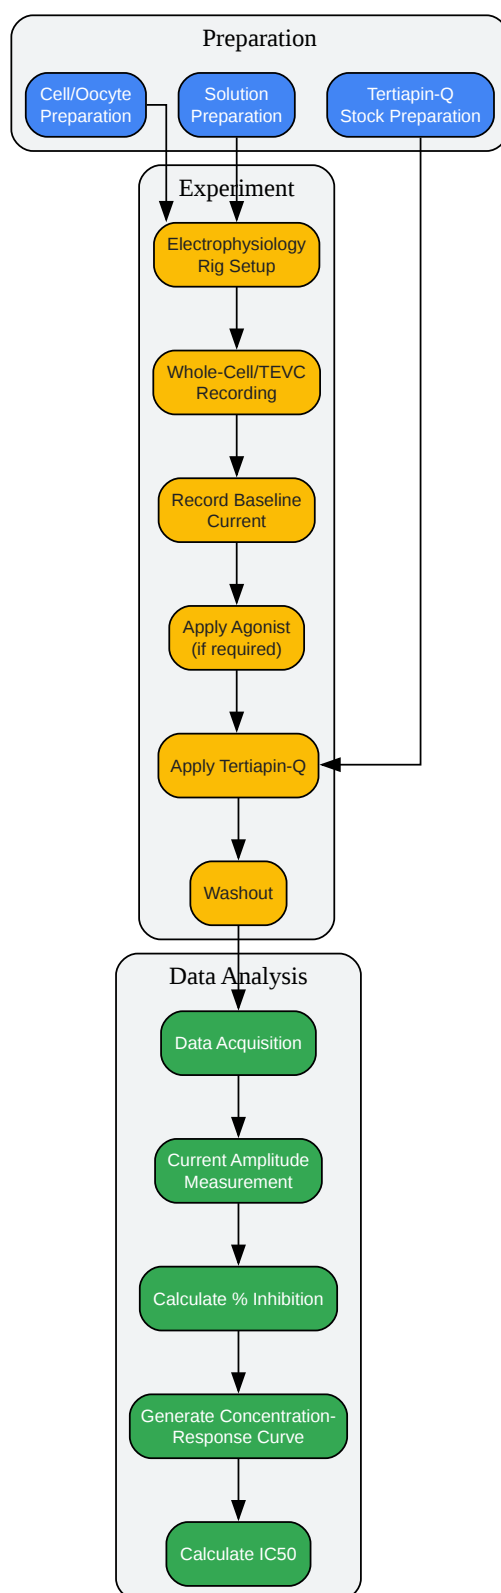 Preparation
Cell/Oocyte
Preparation
Solution
Preparation
Tertiapin-Q
Stock Preparation
Experiment
Electrophysiology
Rig Setup
Whole-Cell/TEVC
Recording
Record Baseline
Current
Apply Agonist
(if required)
Apply Tertiapin-Q
Washout
Data Analysis
Data Acquisition
Current Amplitude
Measurement
Calculate % Inhibition
Generate Concentration-
Response Curve
Calculate IC50